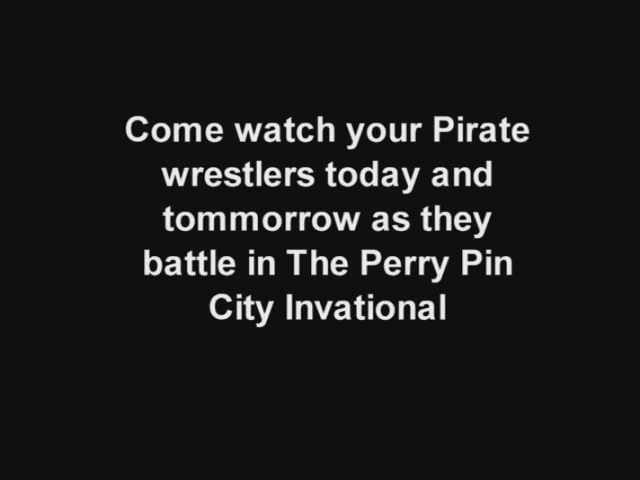 Come watch your Pirate
wrestlers today and
tommorrow as they
battle in The Perry Pin
City Invational